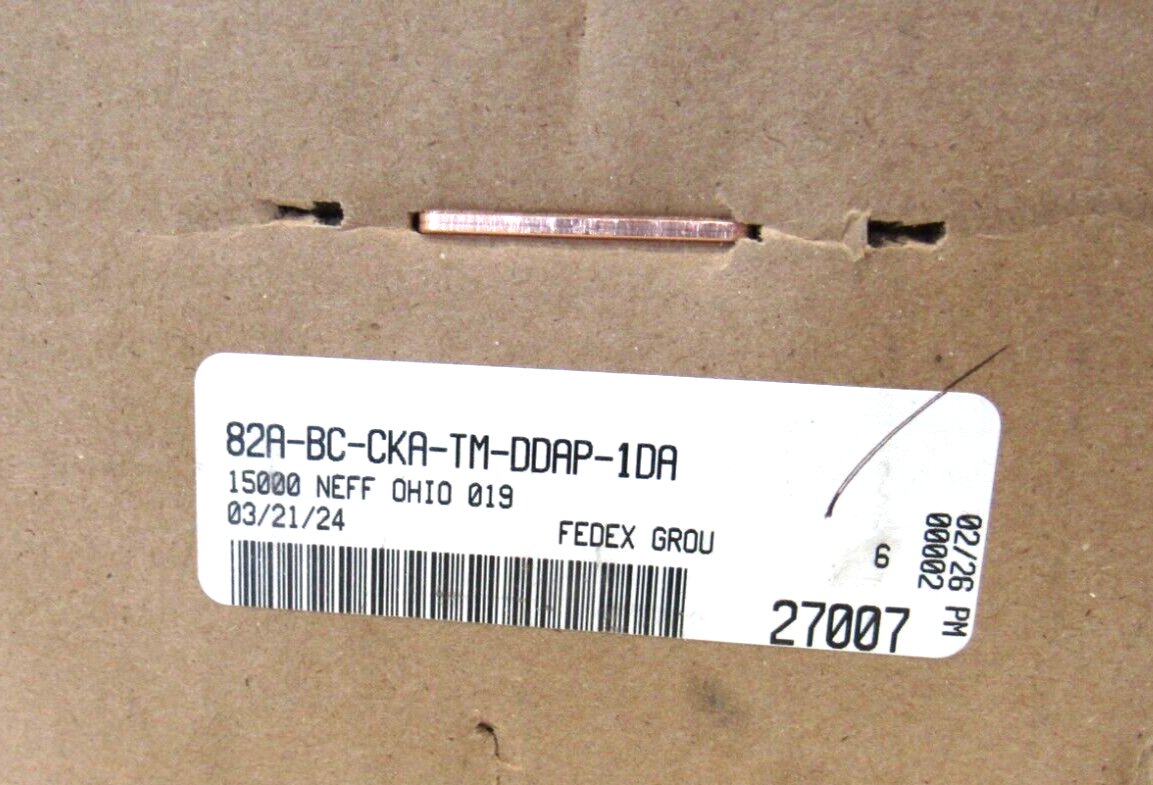 82A-BC-CKA-TM-DDAP-1DA
15000 NEFF OHIO 019
03/21/24
FEDEX GROU
6
27007
02/26 PM
00002